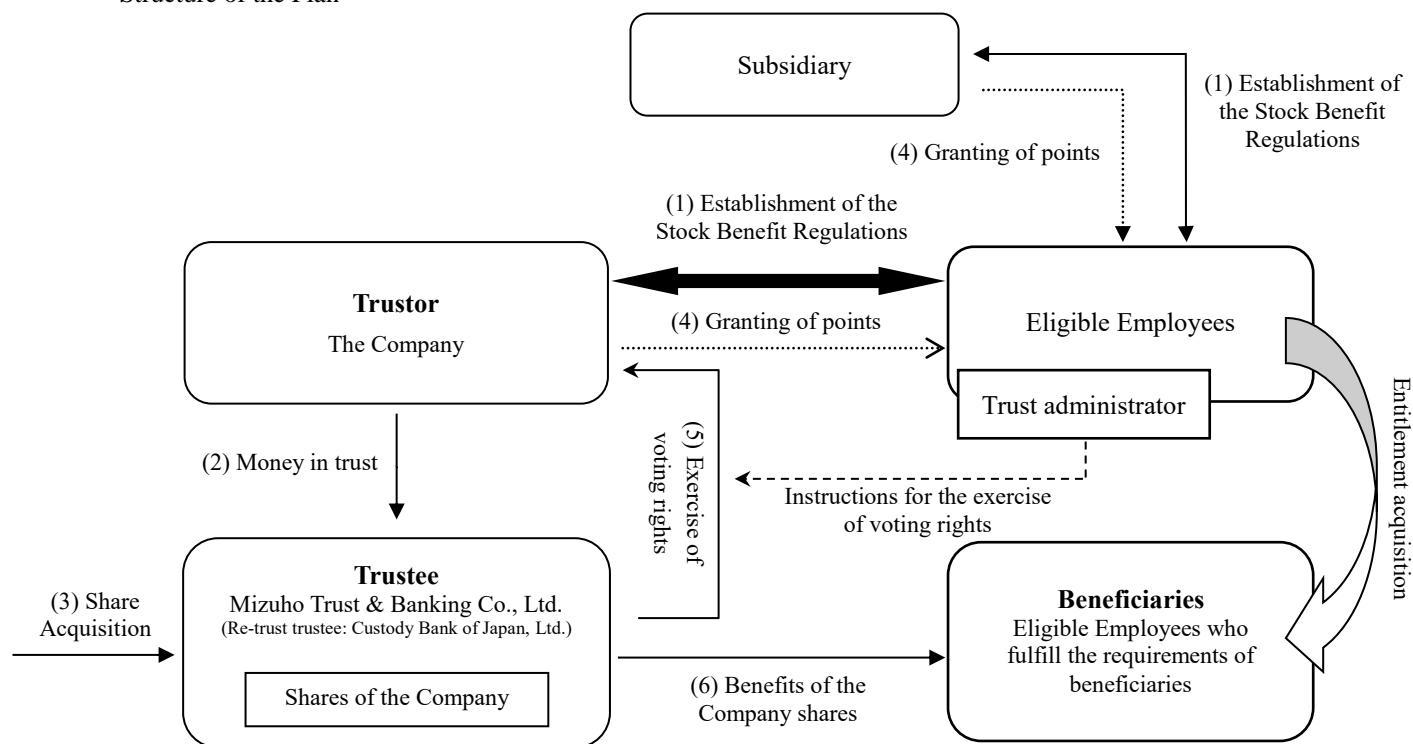 Structure of the Plan
Subsidiary
(1) Establishment of
the Stock Benefit
Regulations
(4) Granting of points
(1) Establishment of the
Stock Benefit Regulations
Trustor
The Company
(4) Granting of points
Eligible Employees
Trust administrator
Entitlement acquisition
(2) Money in trust
(5) Exercise of
voting rights
Instructions for the exercise
of voting rights
(3) Share
Acquisition
Trustee
Mizuho Trust & Banking Co., Ltd.
(Re-trust trustee: Custody Bank of Japan, Ltd.)
Shares of the Company
(6) Benefits of the
Company shares
Beneficiaries
Eligible Employees who
fulfill the requirements of
beneficiaries